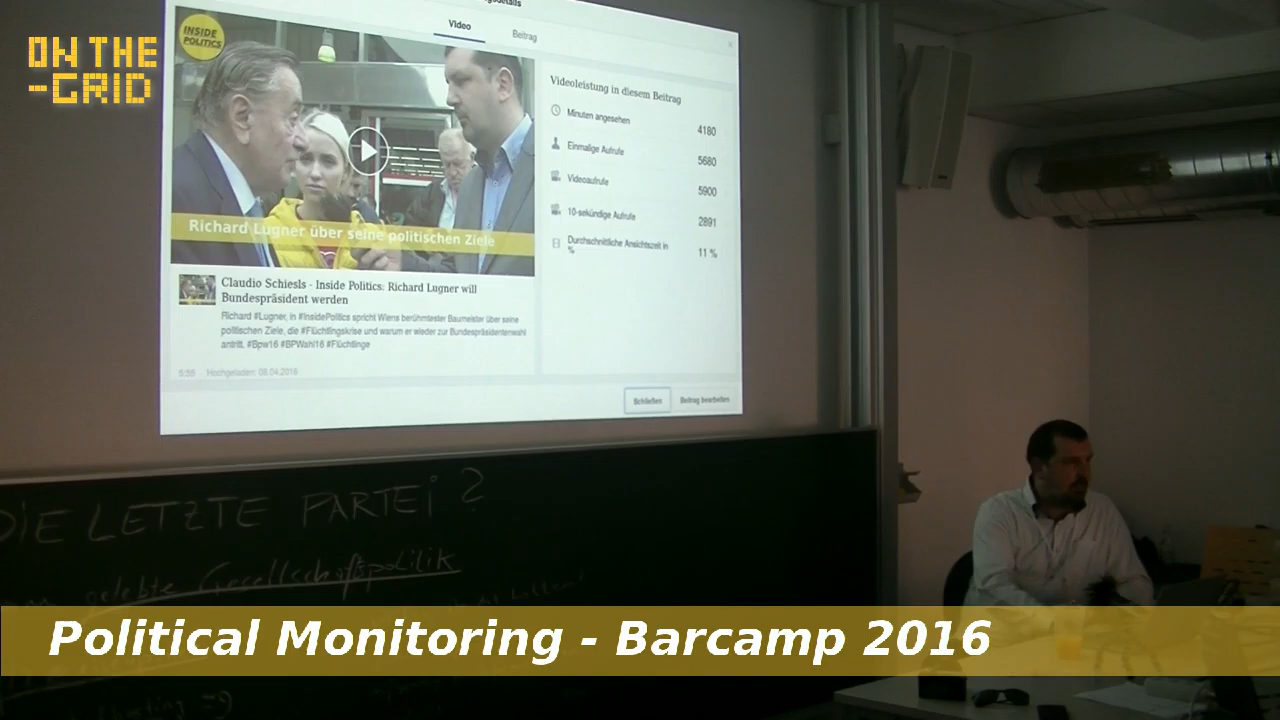 ON THE
-GRID
INSIDE
POLITICS
Video
Beitrag
Richard Lugner über seine politischen Ziele
Claudio Schiesls - Inside Politics: Richard Lugner will
Bundespräsident werden
Richard #Lugner, in #InsidePolitics spricht Wiens berühmtester Baumeister über seine
politischen Ziele, die #Flüchtlingskrise und warum er wieder zur Bundespräsidentenwahl
antritt. #Bpw16 #BPWahl16 #Flüchtlinge
5:55 - Hochgeladen: 08.04.2016
Videoleistung in diesem Beitrag
Minuten angesehen 4180
Einmalige Aufrufe 5680
Videoaufrufe 5900
10-sekündige Aufrufe 2891
Durchschnittliche Ansichtszeit in
% 11 %
Schließen
Beitrag bearbeiten
DIE LETZTE PARTEI?
gelebte Gesellschaftspolitik
Political Monitoring - Barcamp 2016